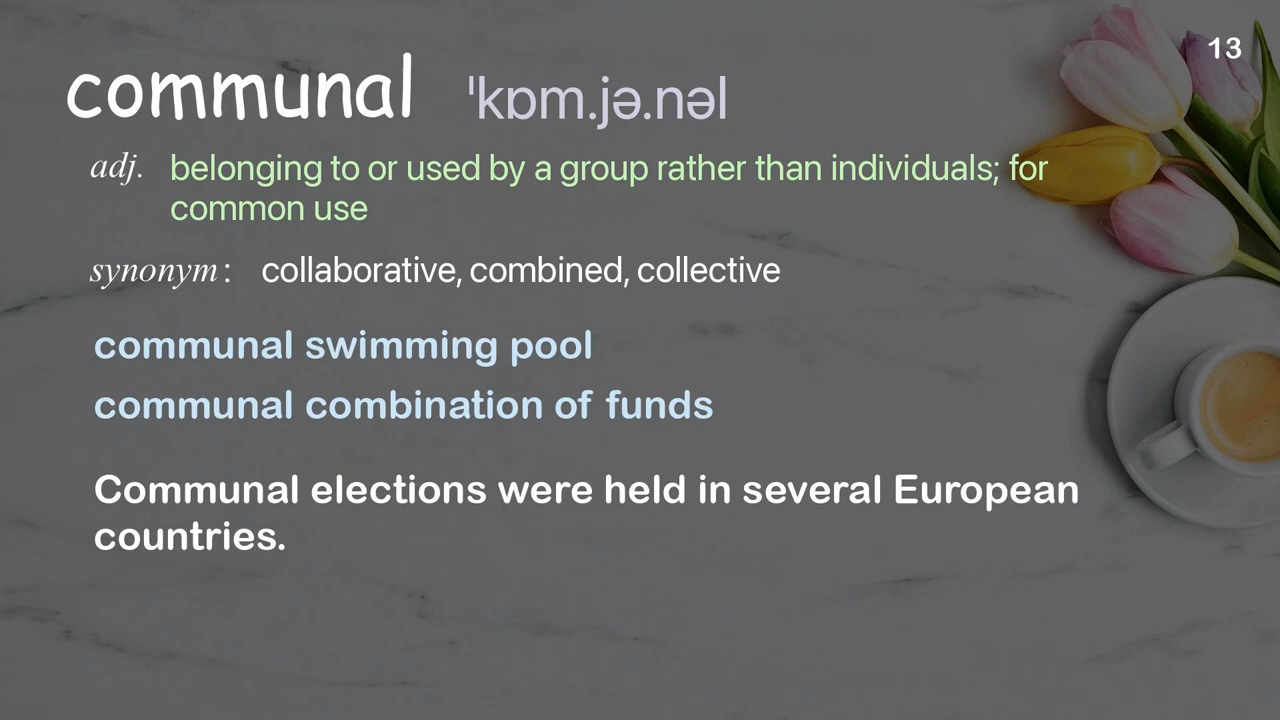 13
communal ˈkɒm.jə.nəl
adj. belonging to or used by a group rather than individuals; for
common use
synonym: collaborative, combined, collective
communal swimming pool
communal combination of funds
Communal elections were held in several European
countries.